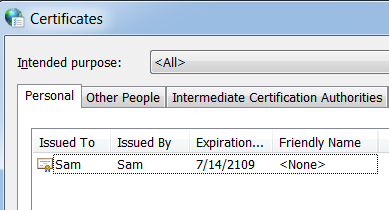 Certificates
Intended purpose: <All>
Personal Other People Intermediate Certification Authorities
Issued To Issued By Expiration... Friendly Name
Sam Sam 7/14/2109 <None>